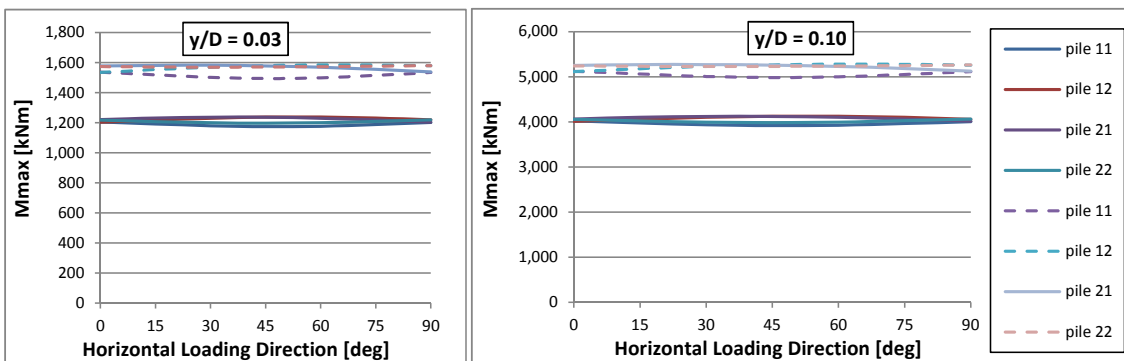 y/D = 0.03
Mmax [kNm]
1,800
1,600
1,400
1,200
1,000
800
600
400
200
0
0 15 30 45 60 75 90
Horizontal Loading Direction [deg]
y/D = 0.10
Mmax [kNm]
6,000
5,000
4,000
3,000
2,000
1,000
0
0 15 30 45 60 75 90
Horizontal Loading Direction [deg]
pile 11
pile 12
pile 21
pile 22
pile 11
pile 12
pile 21
pile 22